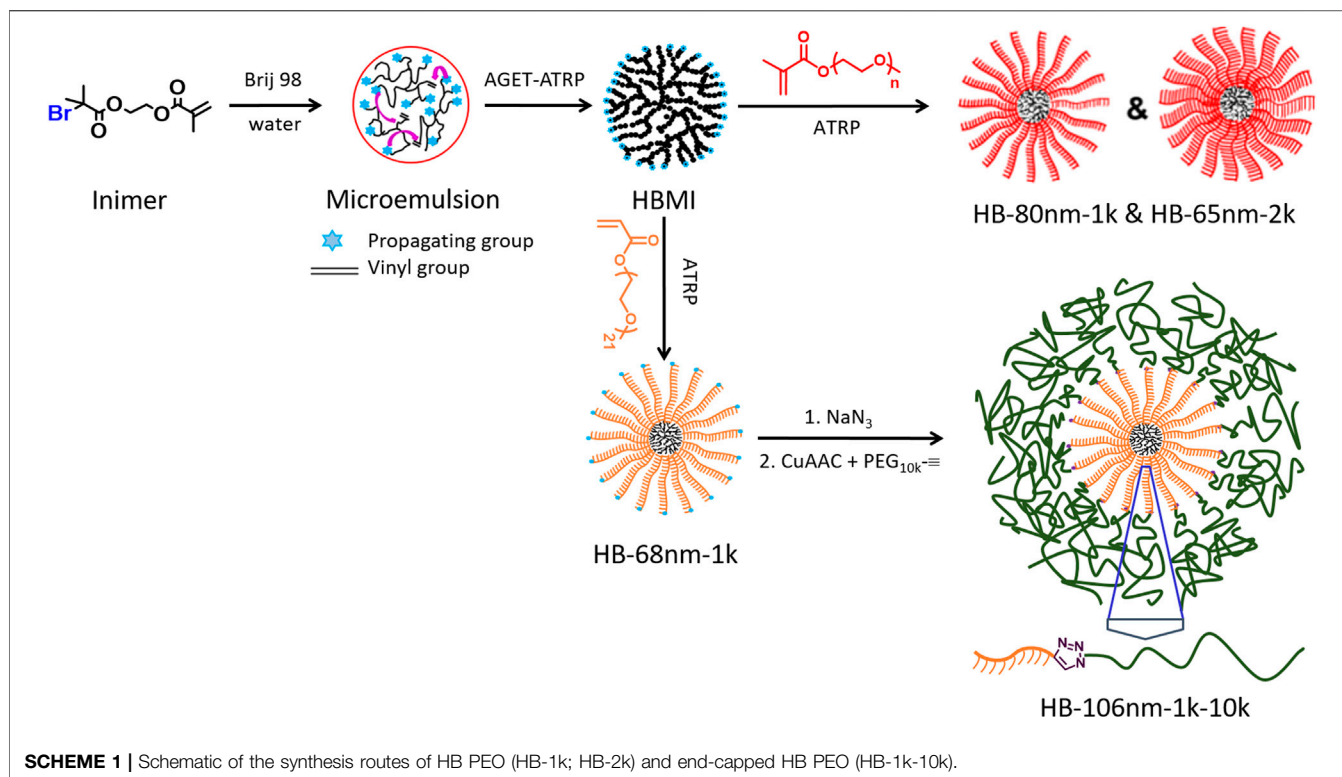 Br
O
O
O
O
Inimer
Brij 98
water
Microemulsion
Propagating group
Vinyl group
AGET-ATRP
HBMI
O
O
O
n
ATRP
&
HB-80nm-1k & HB-65nm-2k
O
O
O
21
ATRP
HB-68nm-1k
1. NaN₃
2. CuAAC + PEG₁₀ₖ-≡
N
N
N
HB-106nm-1k-10k
SCHEME 1 | Schematic of the synthesis routes of HB PEO (HB-1k; HB-2k) and end-capped HB PEO (HB-1k-10k).